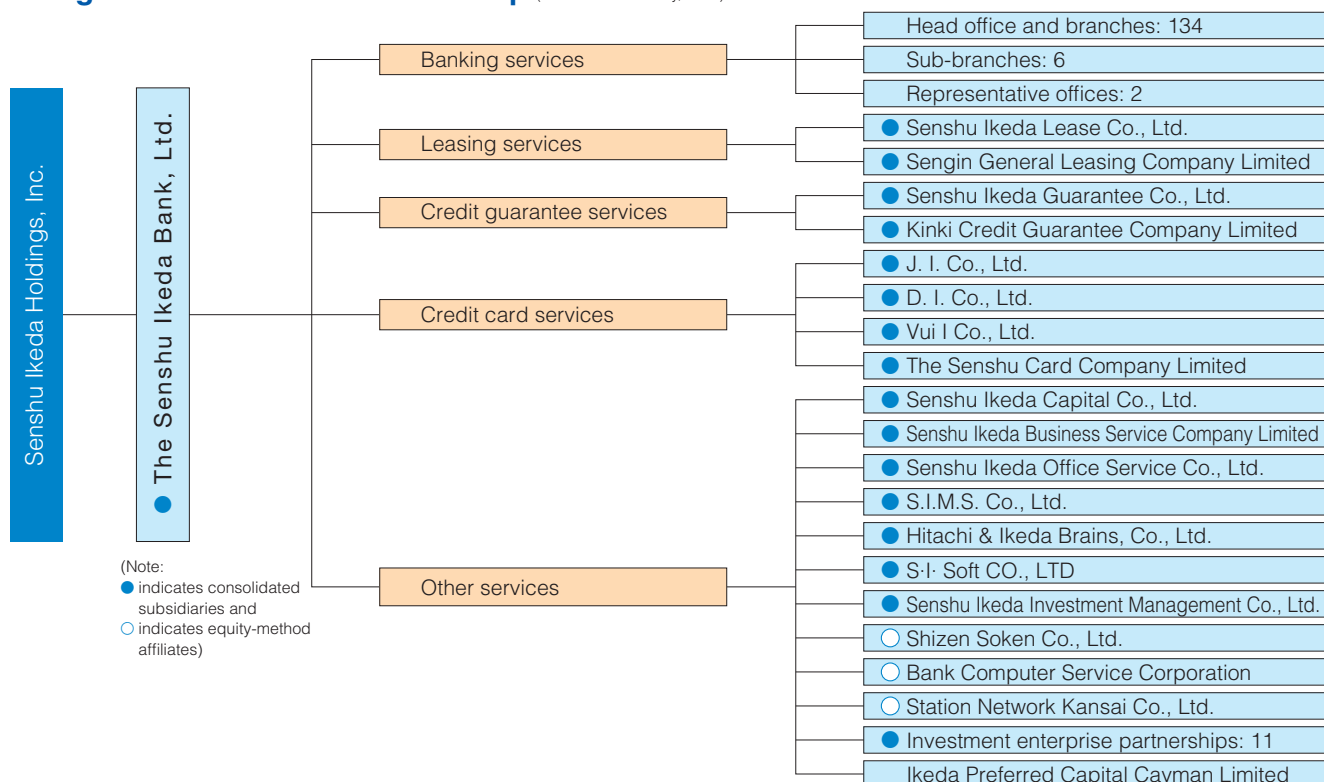 Senshu Ikeda Holdings, Inc.
● The Senshu Ikeda Bank, Ltd.
(Note:
● indicates consolidated
subsidiaries and
○ indicates equity-method
affiliates)
Banking services
Leasing services
Credit guarantee services
Credit card services
Other services
Head office and branches: 134
Sub-branches: 6
Representative offices: 2
● Senshu Ikeda Lease Co., Ltd.
● Sengin General Leasing Company Limited
● Senshu Ikeda Guarantee Co., Ltd.
● Kinki Credit Guarantee Company Limited
● J. I. Co., Ltd.
● D. I. Co., Ltd.
● Vui I Co., Ltd.
● The Senshu Card Company Limited
● Senshu Ikeda Capital Co., Ltd.
● Senshu Ikeda Business Service Company Limited
● Senshu Ikeda Office Service Co., Ltd.
● S.I.M.S. Co., Ltd.
● Hitachi & Ikeda Brains, Co., Ltd.
● S·I· Soft CO., LTD
● Senshu Ikeda Investment Management Co., Ltd.
○ Shizen Soken Co., Ltd.
○ Bank Computer Service Corporation
○ Station Network Kansai Co., Ltd.
● Investment enterprise partnerships: 11
Ikeda Preferred Capital Cayman Limited